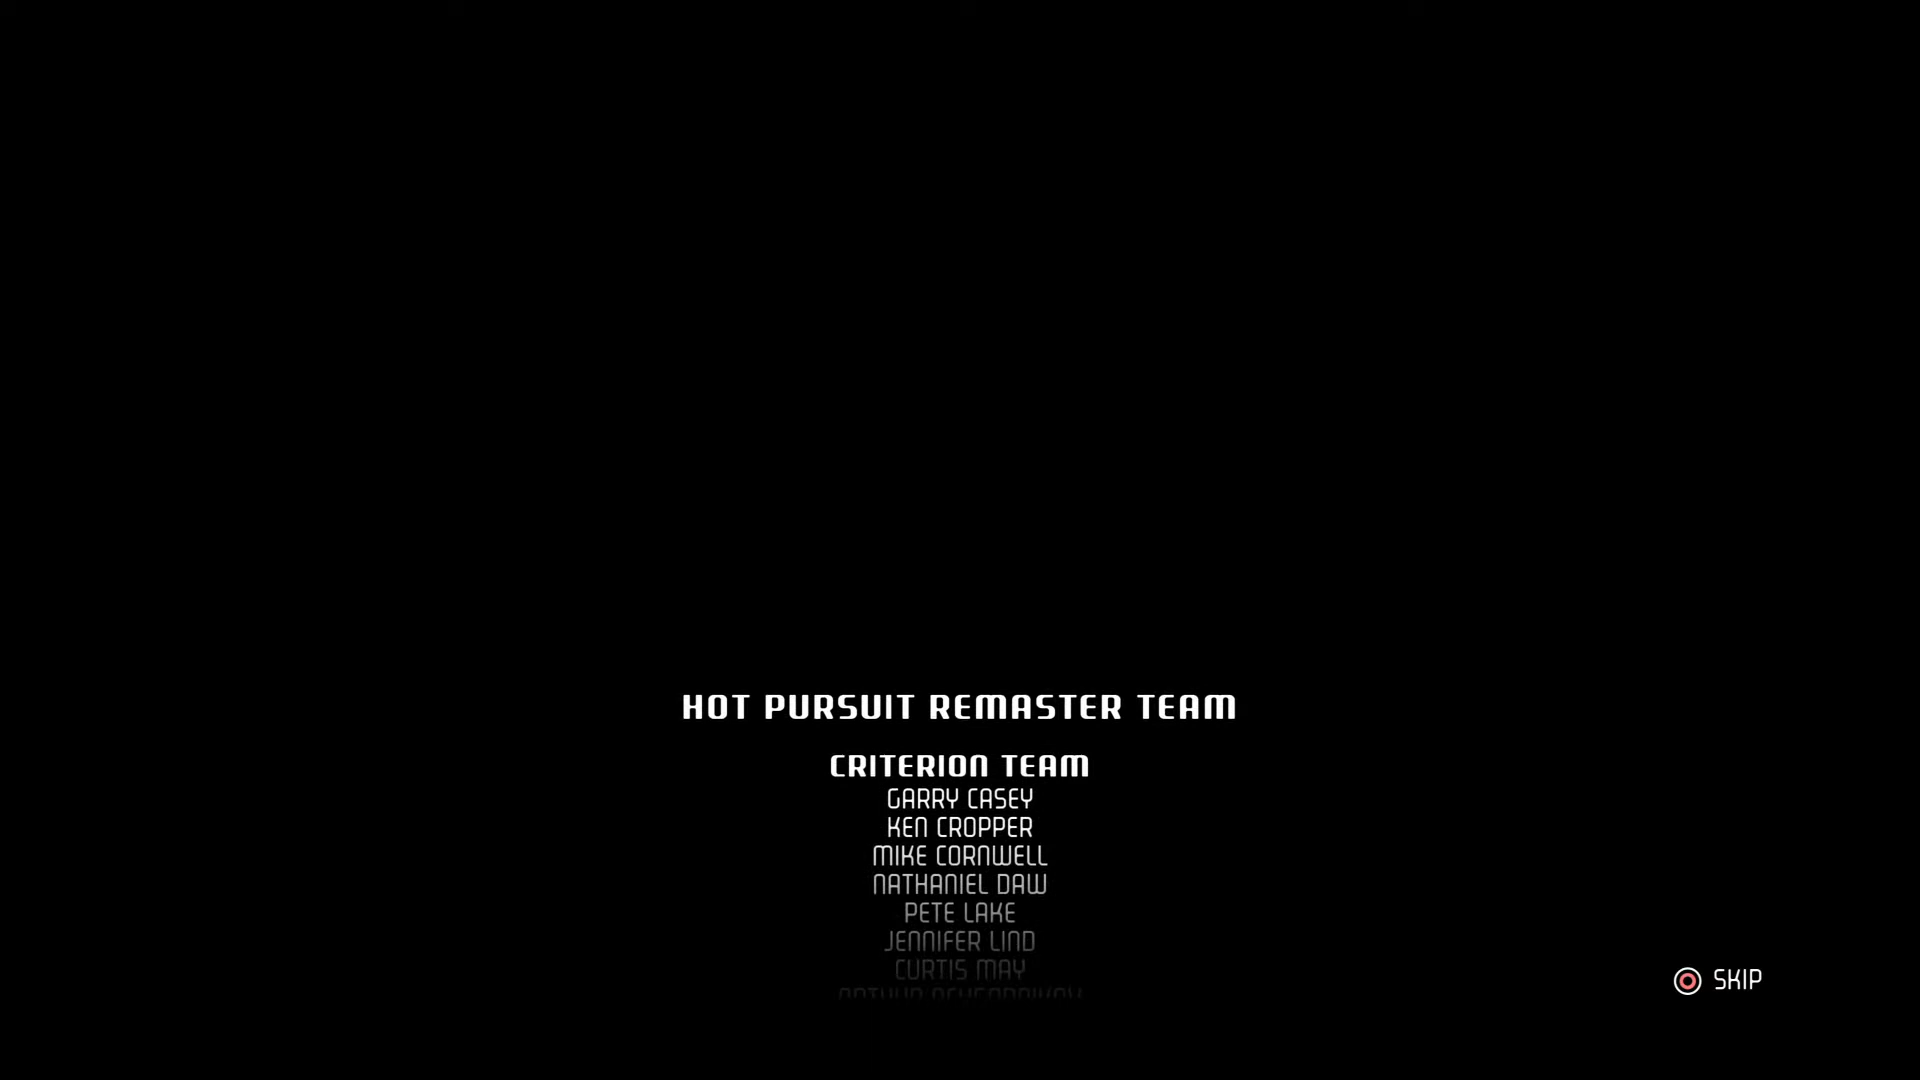 HOT PURSUIT REMASTER TEAM
CRITERION TEAM
GARRY CASEY
KEN CROPPER
MIKE CORNWELL
NATHANIEL DAW
PETE LAKE
JENNIFER LIND
CURTIS MAY
SKIP